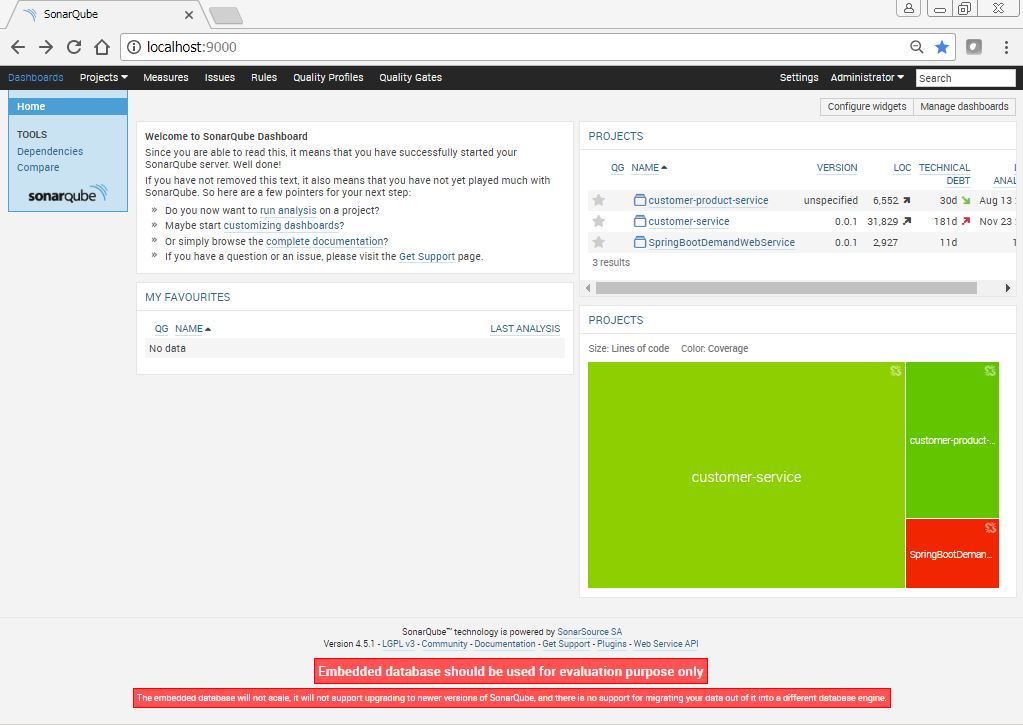 SonarQube
localhost:9000
Dashboards Projects Measures Issues Rules Quality Profiles Quality Gates Settings Administrator Search
Home
TOOLS
Dependencies
Compare
sonarqube
Configure widgets Manage dashboards
Welcome to SonarQube Dashboard
Since you are able to read this, it means that you have successfully started your
SonarQube server. Well done!
If you have not removed this text, it also means that you have not yet played much with
SonarQube. So here are a few pointers for your next step:
» Do you now want to run analysis on a project?
» Maybe start customizing dashboards?
» Or simply browse the complete documentation?
» If you have a question or an issue, please visit the Get Support page.
MY FAVOURITES
QG NAME LAST ANALYSIS
No data
PROJECTS
QG NAME VERSION LOC TECHNICAL
DEBT ANAL
customer-product-service unspecified 6,552 30d Aug 13
customer-service 0.0.1 31,829 181d Nov 23
SpringBootDemandWebService 0.0.1 2,927 11d
3 results
PROJECTS
Size: Lines of code Color: Coverage
customer-service
customer-product-...
SpringBootDeman...
SonarQube™ technology is powered by SonarSource SA
Version 4.5.1 - LGPL v3 - Community - Documentation - Get Support - Plugins - Web Service API
Embedded database should be used for evaluation purpose only
The embedded database will not scale, it will not support upgrading to newer versions of SonarQube, and there is no support for migrating your data out of it into a different database engine.